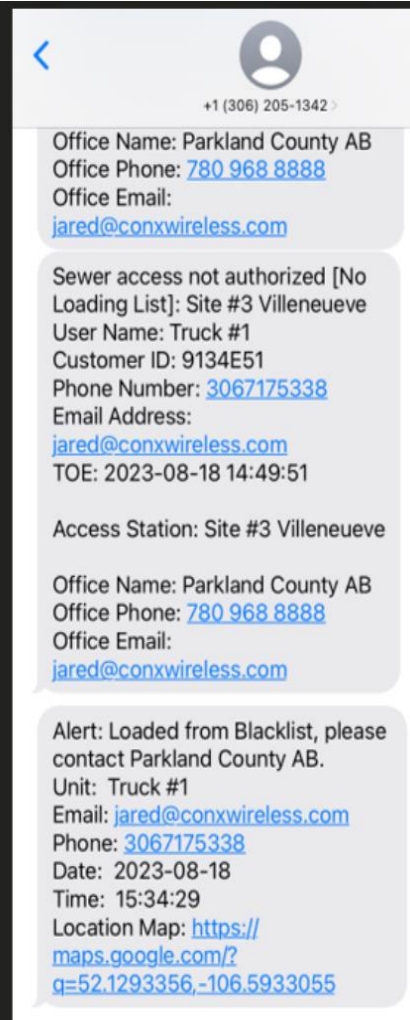 +1 (306) 205-1342
Office Name: Parkland County AB
Office Phone: 780 968 8888
Office Email:
jared@conxwireless.com
Sewer access not authorized [No
Loading List]: Site #3 Villeneueve
User Name: Truck #1
Customer ID: 9134E51
Phone Number: 3067175338
Email Address:
jared@conxwireless.com
TOE: 2023-08-18 14:49:51
Access Station: Site #3 Villeneueve
Office Name: Parkland County AB
Office Phone: 780 968 8888
Office Email:
jared@conxwireless.com
Alert: Loaded from Blacklist, please
contact Parkland County AB.
Unit:  Truck #1
Email: jared@conxwireless.com
Phone: 3067175338
Date:  2023-08-18
Time:  15:34:29
Location Map: https://
maps.google.com/?
q=52.1293356,-106.5933055